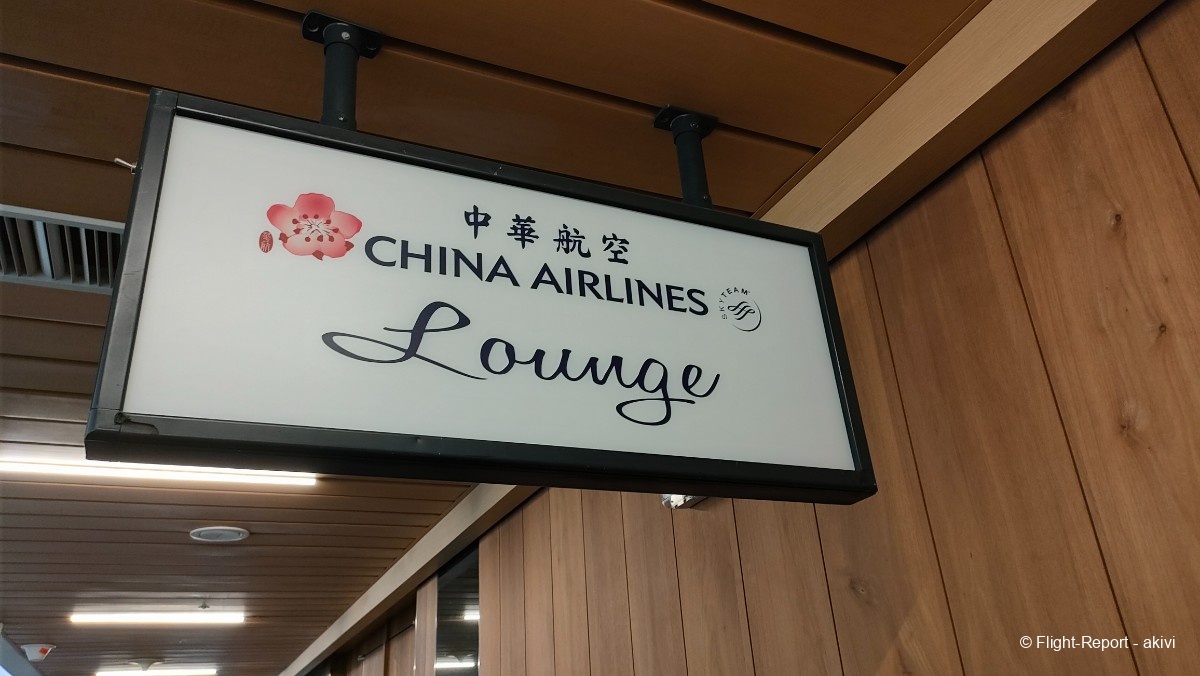 中華航空
CHINA AIRLINES
SKYTEAM
Lounge
© Flight-Report - akivi